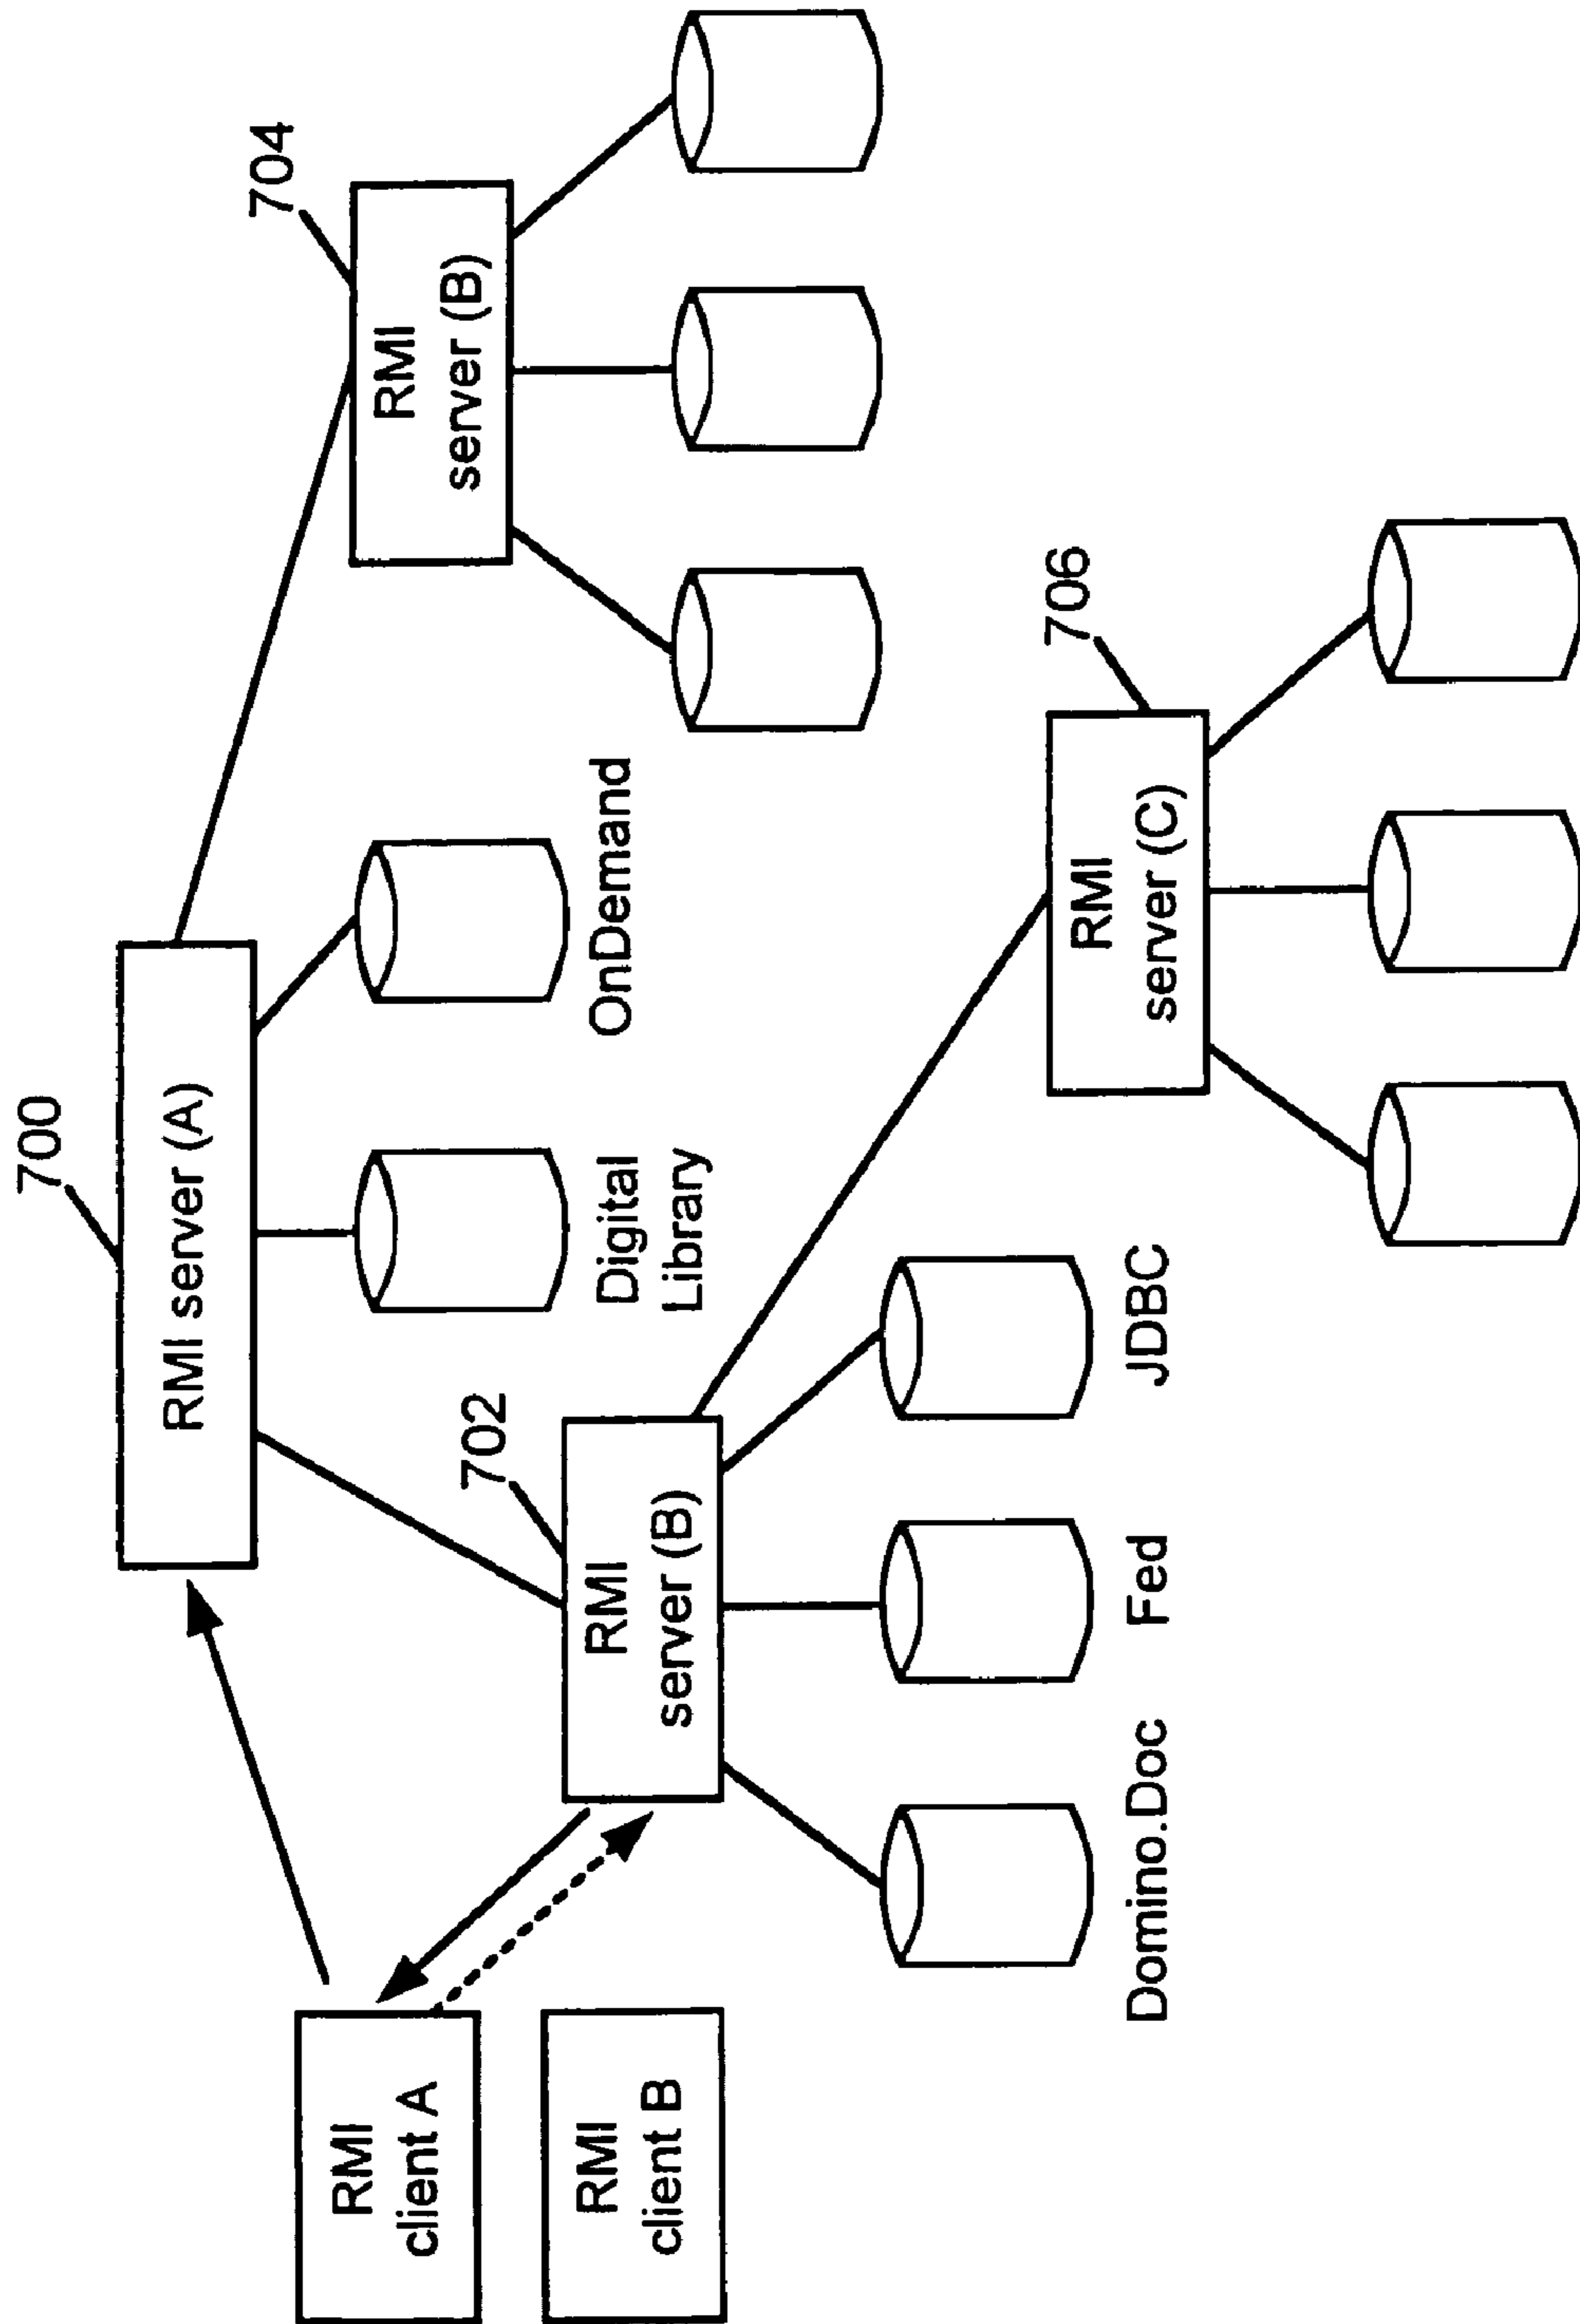 700
RMI server (A)
704
RMI
server (B)
RMI
client A
RMI
client B
702
RMI
server (B)
Digital
Library
OnDemand
706
RMI
server (C)
Domino.Doc
Fed
JDBC